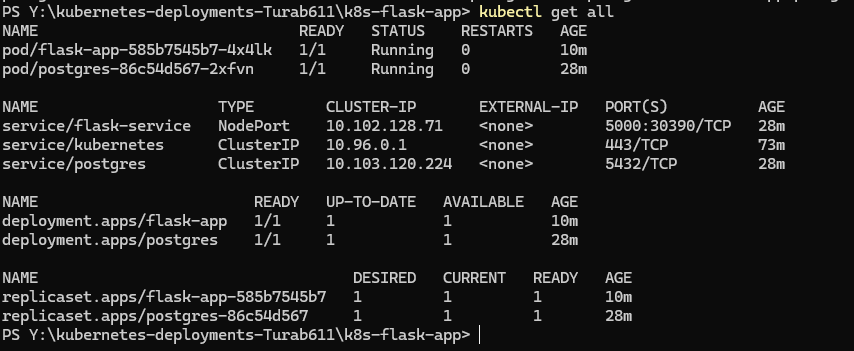 PS Y:\kubernetes-deployments-Turab611\k8s-flask-app> kubectl get all
NAME READY STATUS RESTARTS AGE
pod/flask-app-585b7545b7-4x4lk 1/1 Running 0 10m
pod/postgres-86c54d567-2xfvn 1/1 Running 0 28m
NAME TYPE CLUSTER-IP EXTERNAL-IP PORT(S) AGE
service/flask-service NodePort 10.102.128.71 <none> 5000:30390/TCP 28m
service/kubernetes ClusterIP 10.96.0.1 <none> 443/TCP 73m
service/postgres ClusterIP 10.103.120.224 <none> 5432/TCP 28m
NAME READY UP-TO-DATE AVAILABLE AGE
deployment.apps/flask-app 1/1 1 1 10m
deployment.apps/postgres 1/1 1 1 28m
NAME DESIRED CURRENT READY AGE
replicaset.apps/flask-app-585b7545b7 1 1 1 10m
replicaset.apps/postgres-86c54d567 1 1 1 28m
PS Y:\kubernetes-deployments-Turab611\k8s-flask-app>